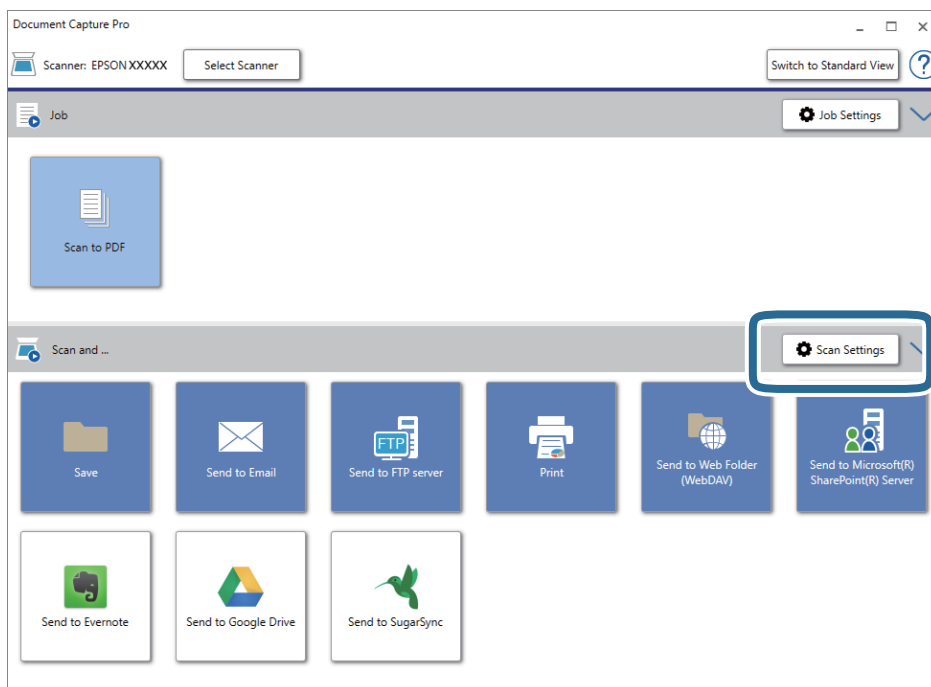 Document Capture Pro
Scanner: EPSON XXXXX
Select Scanner
Switch to Standard View
?
Job
Job Settings
Scan to PDF
Scan and ...
Scan Settings
Save
Send to Email
FTP
Send to FTP server
Print
Send to Web Folder
(WebDAV)
Send to Microsoft(R)
SharePoint(R) Server
Send to Evernote
Send to Google Drive
Send to SugarSync